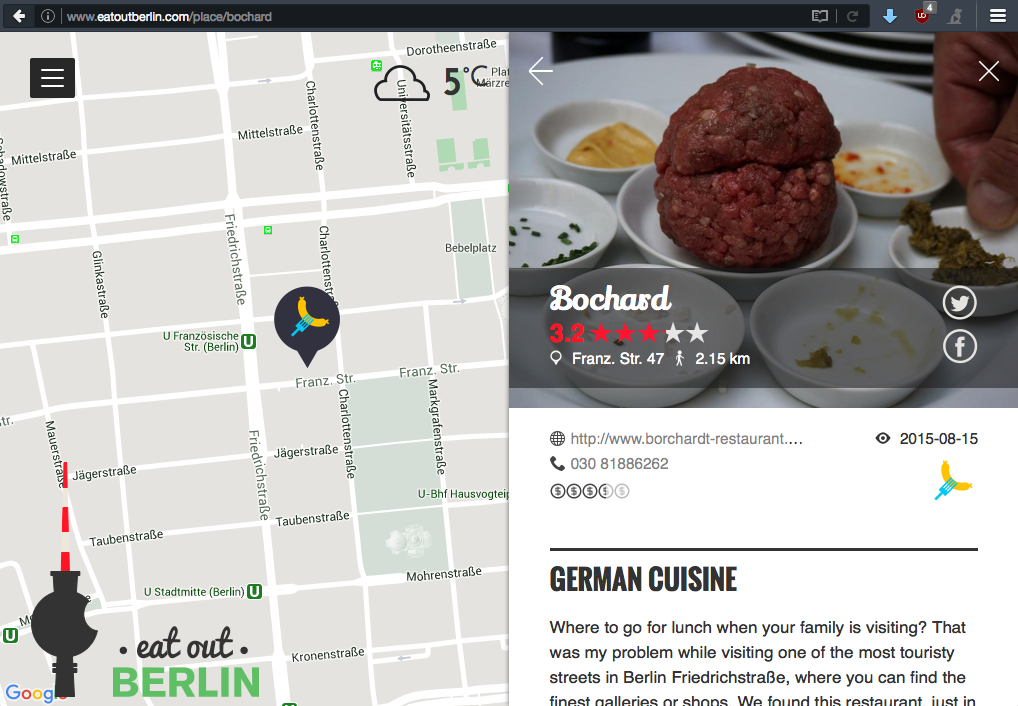 www.eatoutberlin.com/place/bochard
4
Dorotheenstraße
5°C
Plat
Märzre
Charlottenstraße
Universitätsstraße
Mittelstraße
Mittelstraße
Friedrichstraße
Charlottenstraße
Bebelplatz
Glinkastraße
U Französische
Str. (Berlin)
U
Franz. Str.
Franz. Str.
Charlottenstraße
Markgrafenstraße
Mauerstraße
Friedrichstraße
Jägerstraße
Jägerstraße
U-Bhf Hausvogteip
Taubenstraße
Taubenstraße
Mohrenstraße
U Stadtmitte (Berlin)
U
U
Kronenstraße
• eat out •
BERLIN
Google
Bochard
3.2
Franz. Str. 47 2.15 km
http://www.borchardt-restaurant....
2015-08-15
030 81886262
GERMAN CUISINE
Where to go for lunch when your family is visiting? That
was my problem while visiting one of the most touristy
streets in Berlin Friedrichstraße, where you can find the
finest galleries or shops. We found this restaurant, just in